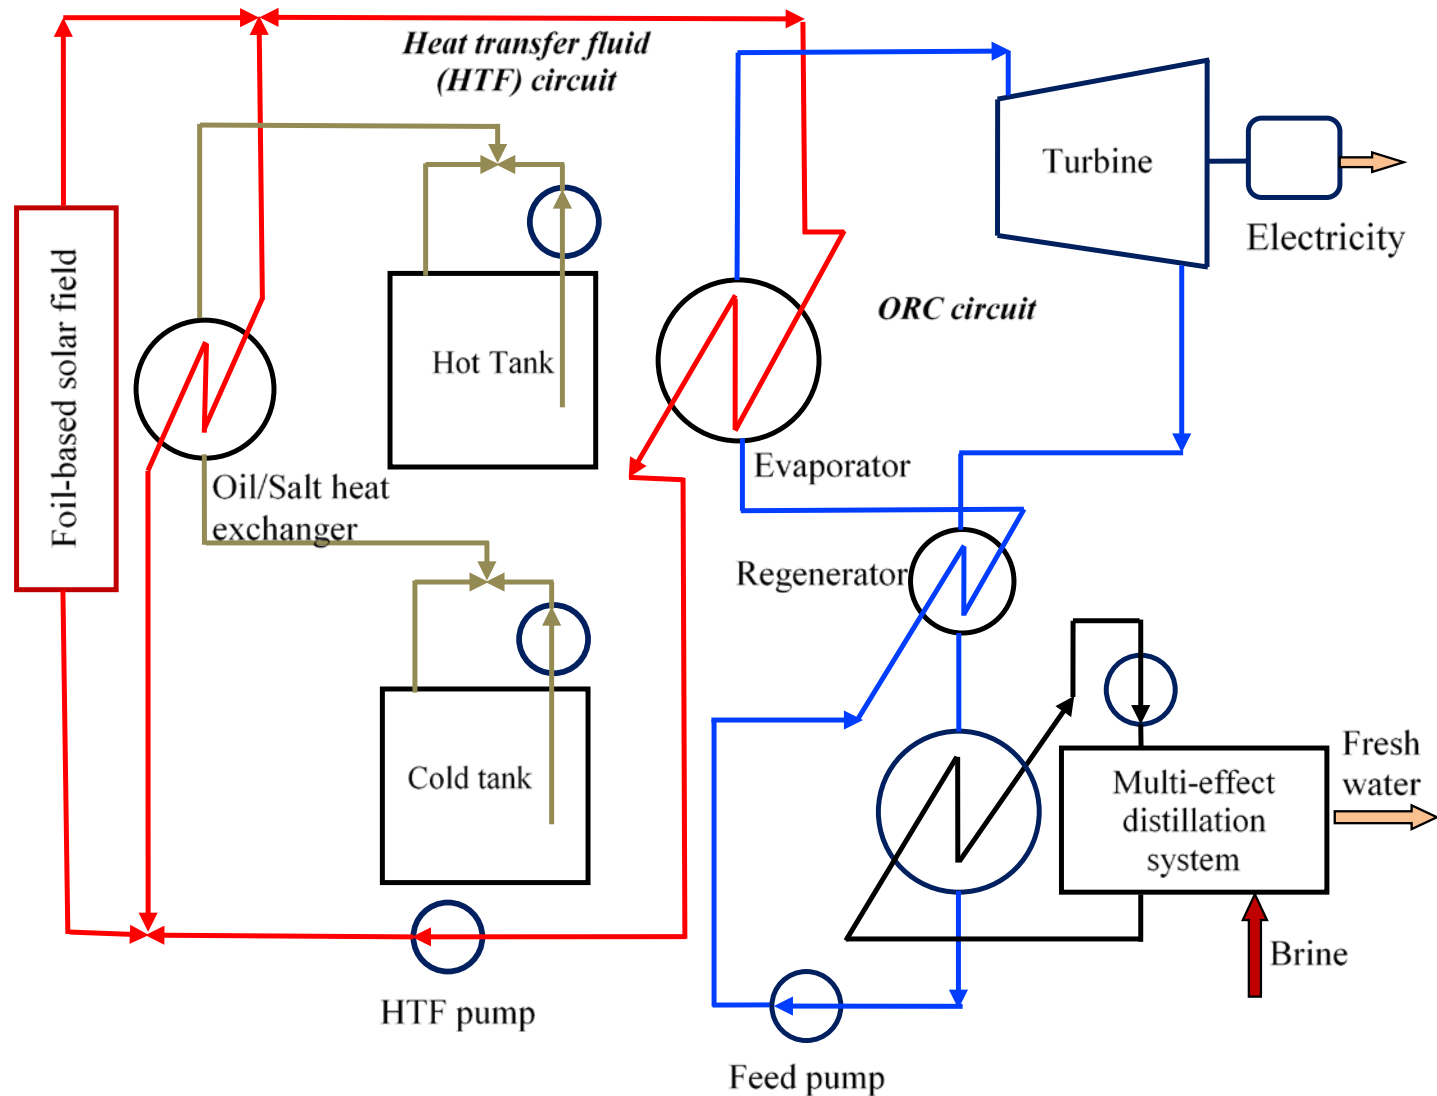 Heat transfer fluid
(HTF) circuit
Turbine
Electricity
Foil-based solar field
ORC circuit
Hot Tank
Evaporator
Oil/Salt heat
exchanger
Regenerator
Cold tank
Multi-effect
distillation
system
Fresh
water
Brine
HTF pump
Feed pump